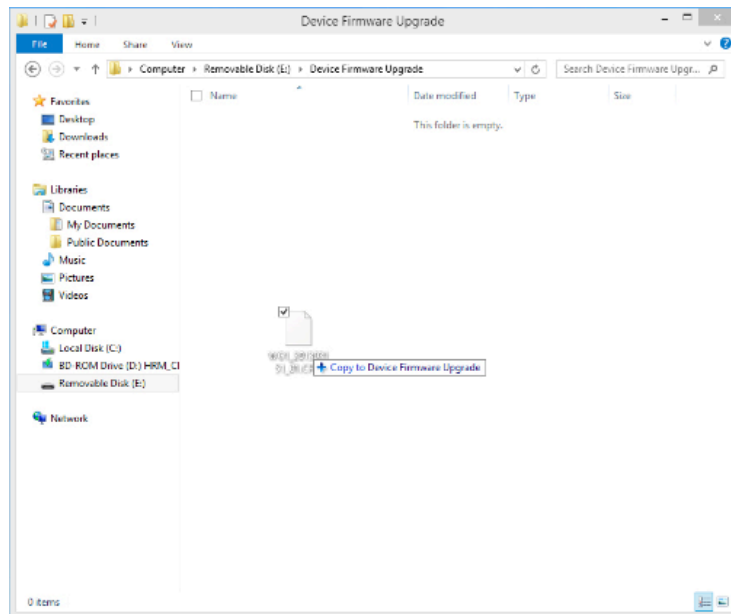 Device Firmware Upgrade
File Home Share View
Computer Removable Disk (E:) Device Firmware Upgrade Search Device Firmware Upgr...
Name Date modified Type Size
This folder is empty.
Favorites
Desktop
Downloads
Recent places
Libraries
Documents
My Documents
Public Documents
Music
Pictures
Videos
Computer
Local Disk (C:)
BD-ROM Drive (D:) HRM_CI
Removable Disk (E:)
Network
Copy to Device Firmware Upgrade
0 items